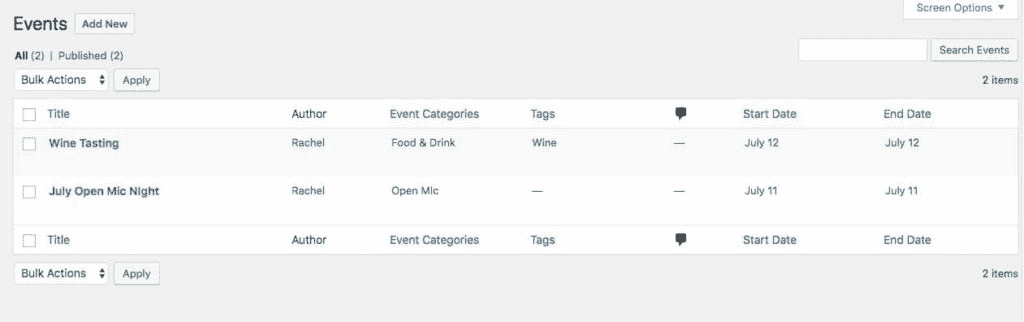 Screen Options ▼
Events Add New
All (2) | Published (2)
Search Events
Bulk Actions Apply 2 items
Title Author Event Categories Tags Start Date End Date
Wine Tasting Rachel Food & Drink Wine — July 12 July 12
July Open Mic Night Rachel Open MIc — — July 11 July 11
Title Author Event Categories Tags Start Date End Date
Bulk Actions Apply 2 items